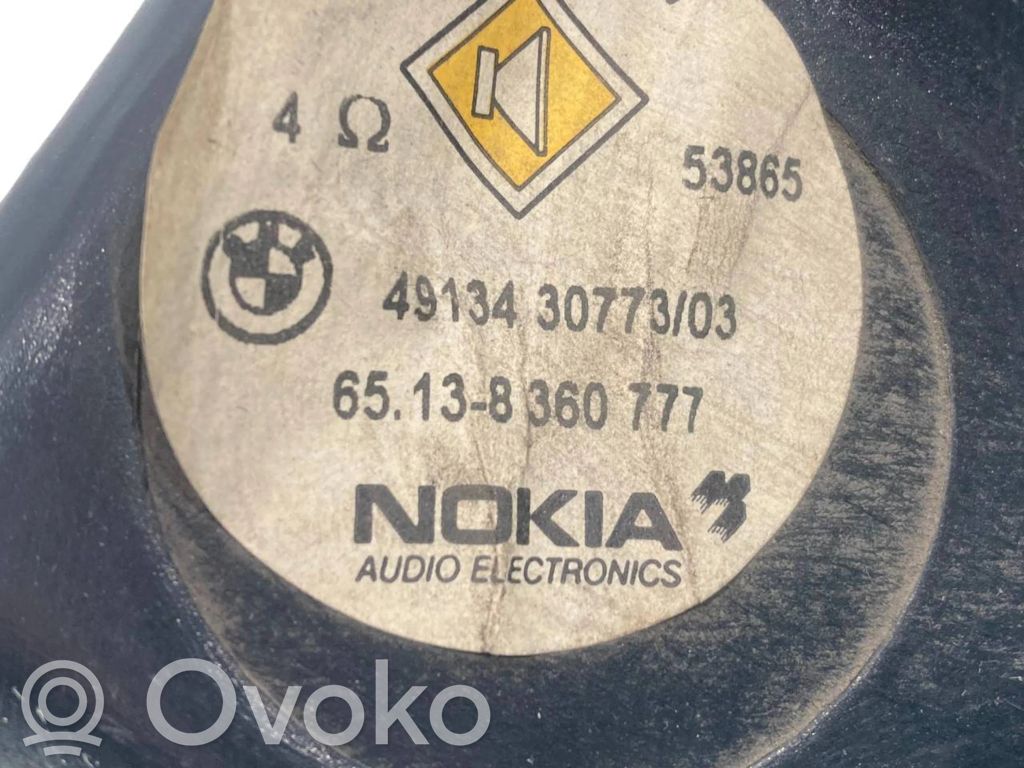 4 Ω
53865
49134 30773/03
65.13-8 360 777
NOKIA
AUDIO ELECTRONICS
R Ovoko